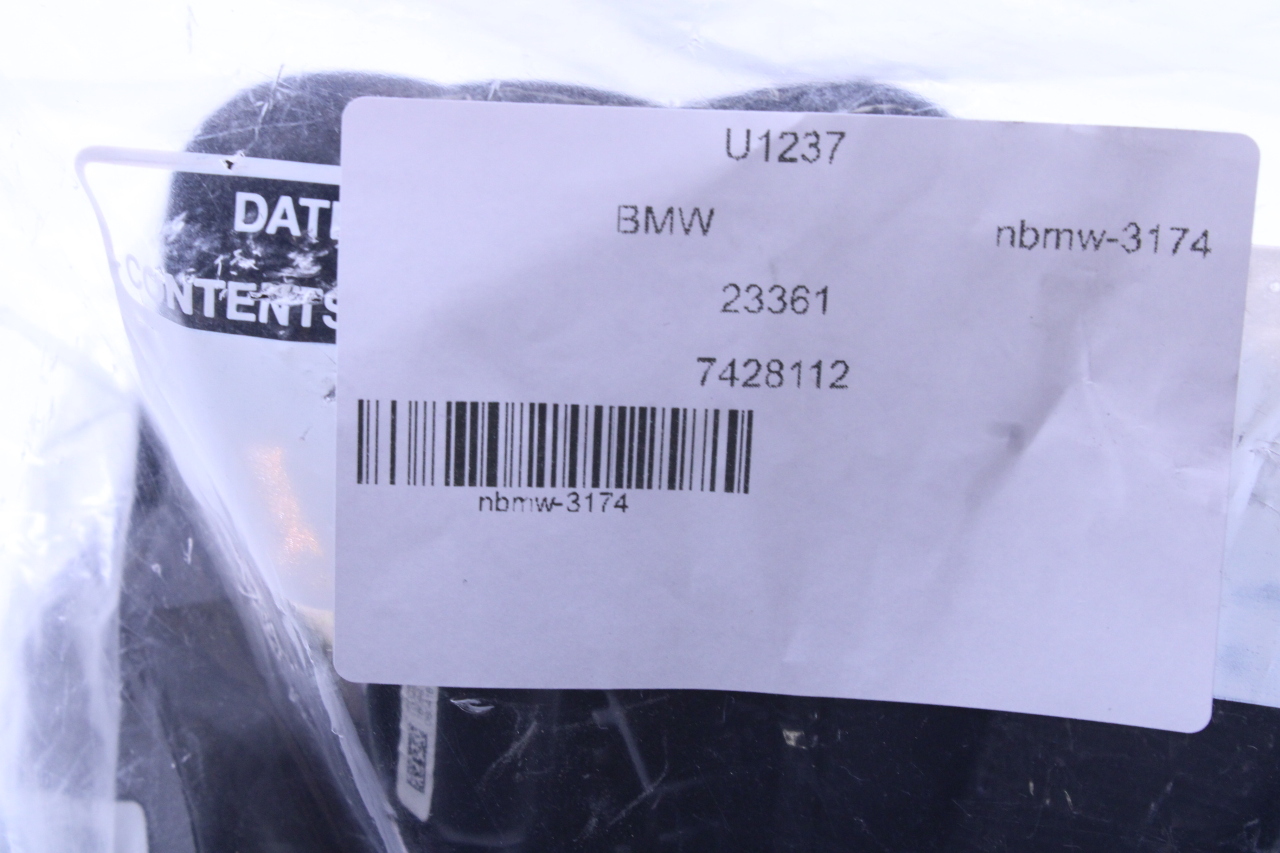 U1237
BMW nbmw-3174
23361
7428112
nbmw-3174
DAT
CONTENTS